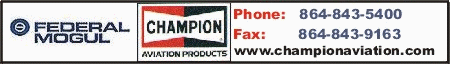 FEDERAL
MOGUL
CHAMPION
AVIATION PRODUCTS
Phone: 864-843-5400
Fax: 864-843-9163
www.championaviation.com